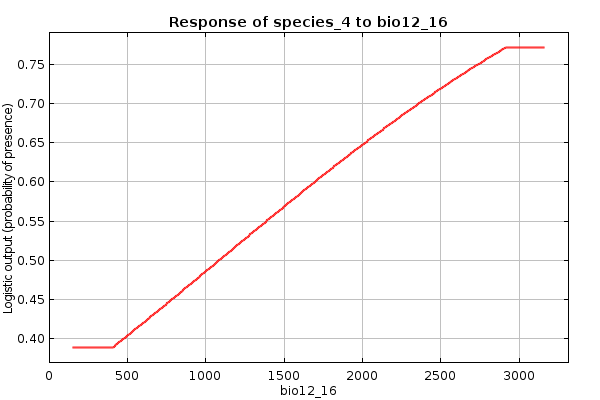 Response of species_4 to bio12_16
Logistic output (probability of presence)
0.75
0.70
0.65
0.60
0.55
0.50
0.45
0.40
0 500 1000 1500 2000 2500 3000
bio12_16